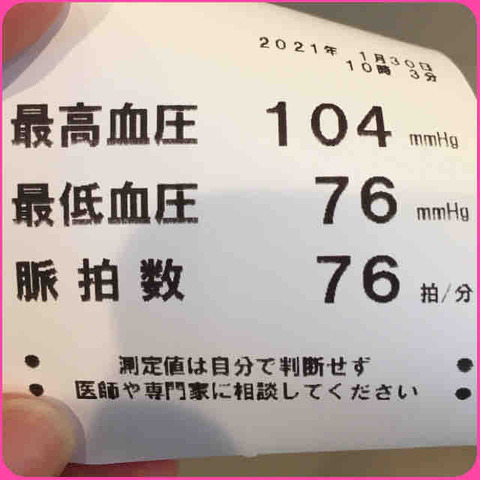 2021年 1月30日
10時 3分
最高血圧 104 mmHg
最低血圧 76 mmHg
脈拍数 76 拍/分
● 測定値は自分で判断せず ●
● 医師や専門家に相談してください ●